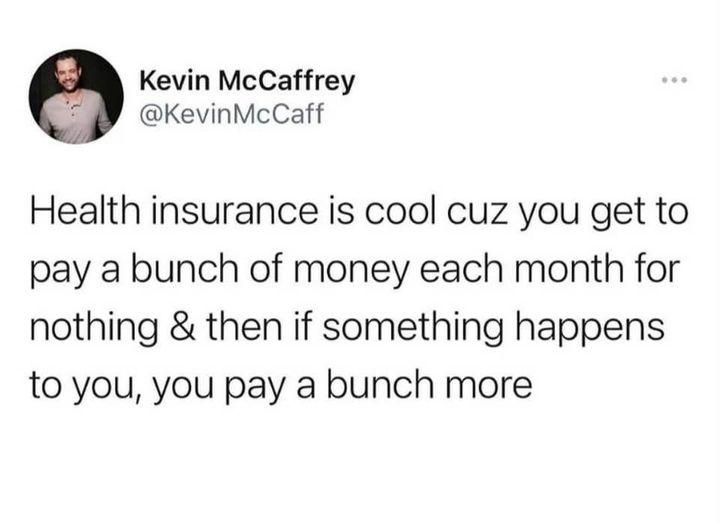 Kevin McCaffrey
@KevinMcCaff
Health insurance is cool cuz you get to
pay a bunch of money each month for
nothing & then if something happens
to you, you pay a bunch more